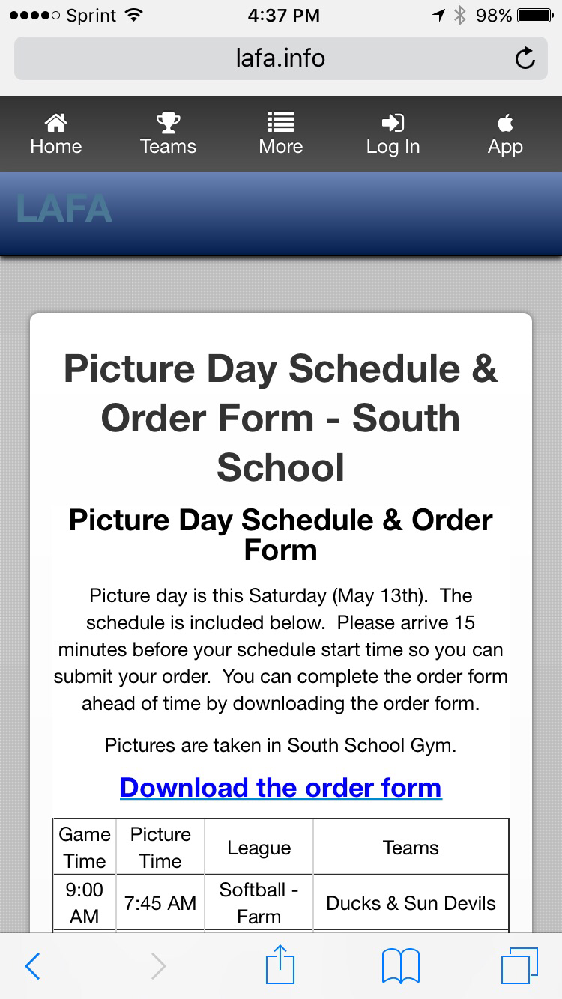 Sprint 4:37 PM 98%
lafa.info
Home Teams More Log In App
LAFA
Picture Day Schedule &
Order Form - South
School
Picture Day Schedule & Order
Form
Picture day is this Saturday (May 13th).  The
schedule is included below.  Please arrive 15
minutes before your schedule start time so you can
submit your order.  You can complete the order form
ahead of time by downloading the order form.
Pictures are taken in South School Gym.
Download the order form
Game Time Picture Time League Teams
9:00 AM 7:45 AM Softball - Farm Ducks & Sun Devils